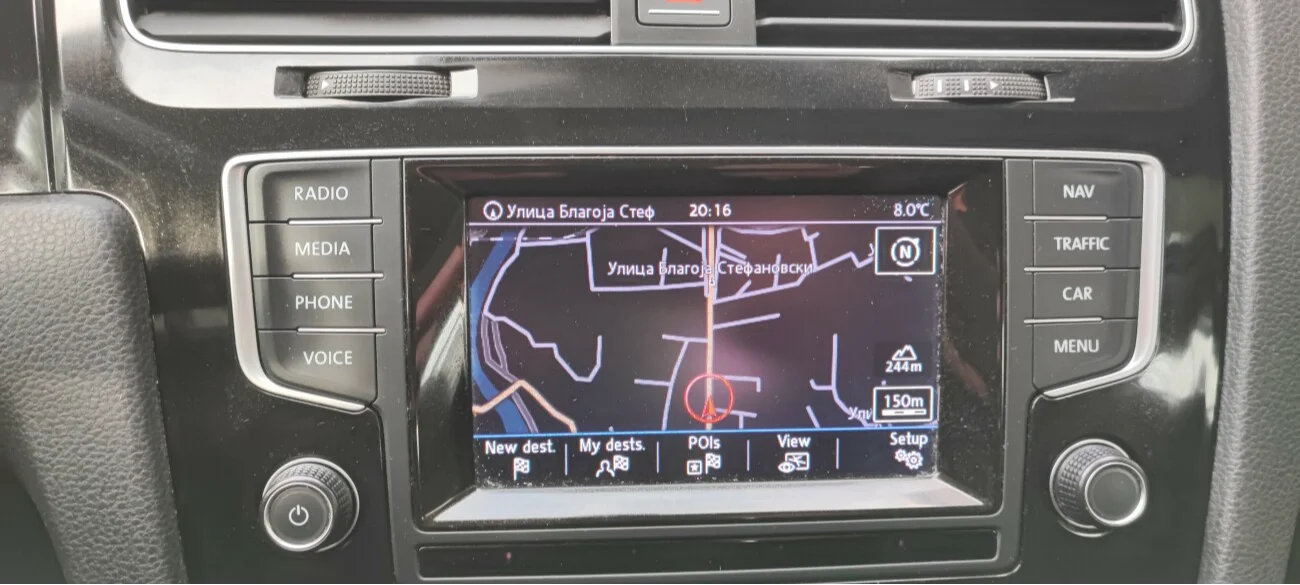 RADIO
MEDIA
PHONE
VOICE
Улица Благоја Стеф 20:16 8.0℃
N
Улица Благоја Стефановски
244m
150m
New dest. My dests. POIs View Setup
NAV
TRAFFIC
CAR
MENU